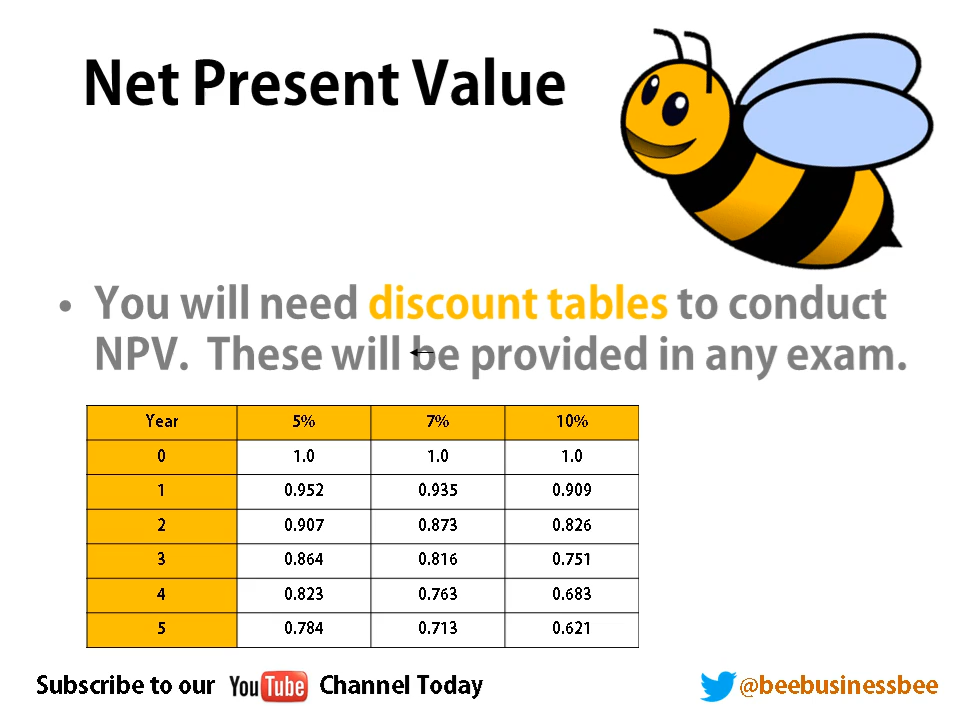 Net Present Value
• You will need discount tables to conduct
NPV. These will be provided in any exam.
Year 5% 7% 10%
0 1.0 1.0 1.0
1 0.952 0.935 0.909
2 0.907 0.873 0.826
3 0.864 0.816 0.751
4 0.823 0.763 0.683
5 0.784 0.713 0.621
Subscribe to our YouTube Channel Today @beebusinessbee